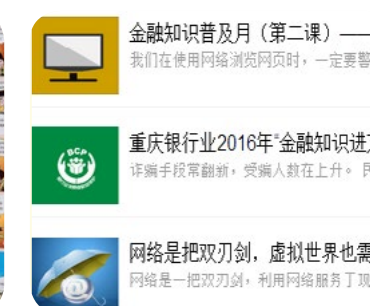 金融知识普及月（第二课）——
我们在使用网络浏览网页时，一定要警
BCP
重庆银行业2016年“金融知识进
诈骗手段常翻新，受骗人数在上升。
网络是把双刃剑，虚拟世界也需
网络是一把双刃剑，利用网络服务丁